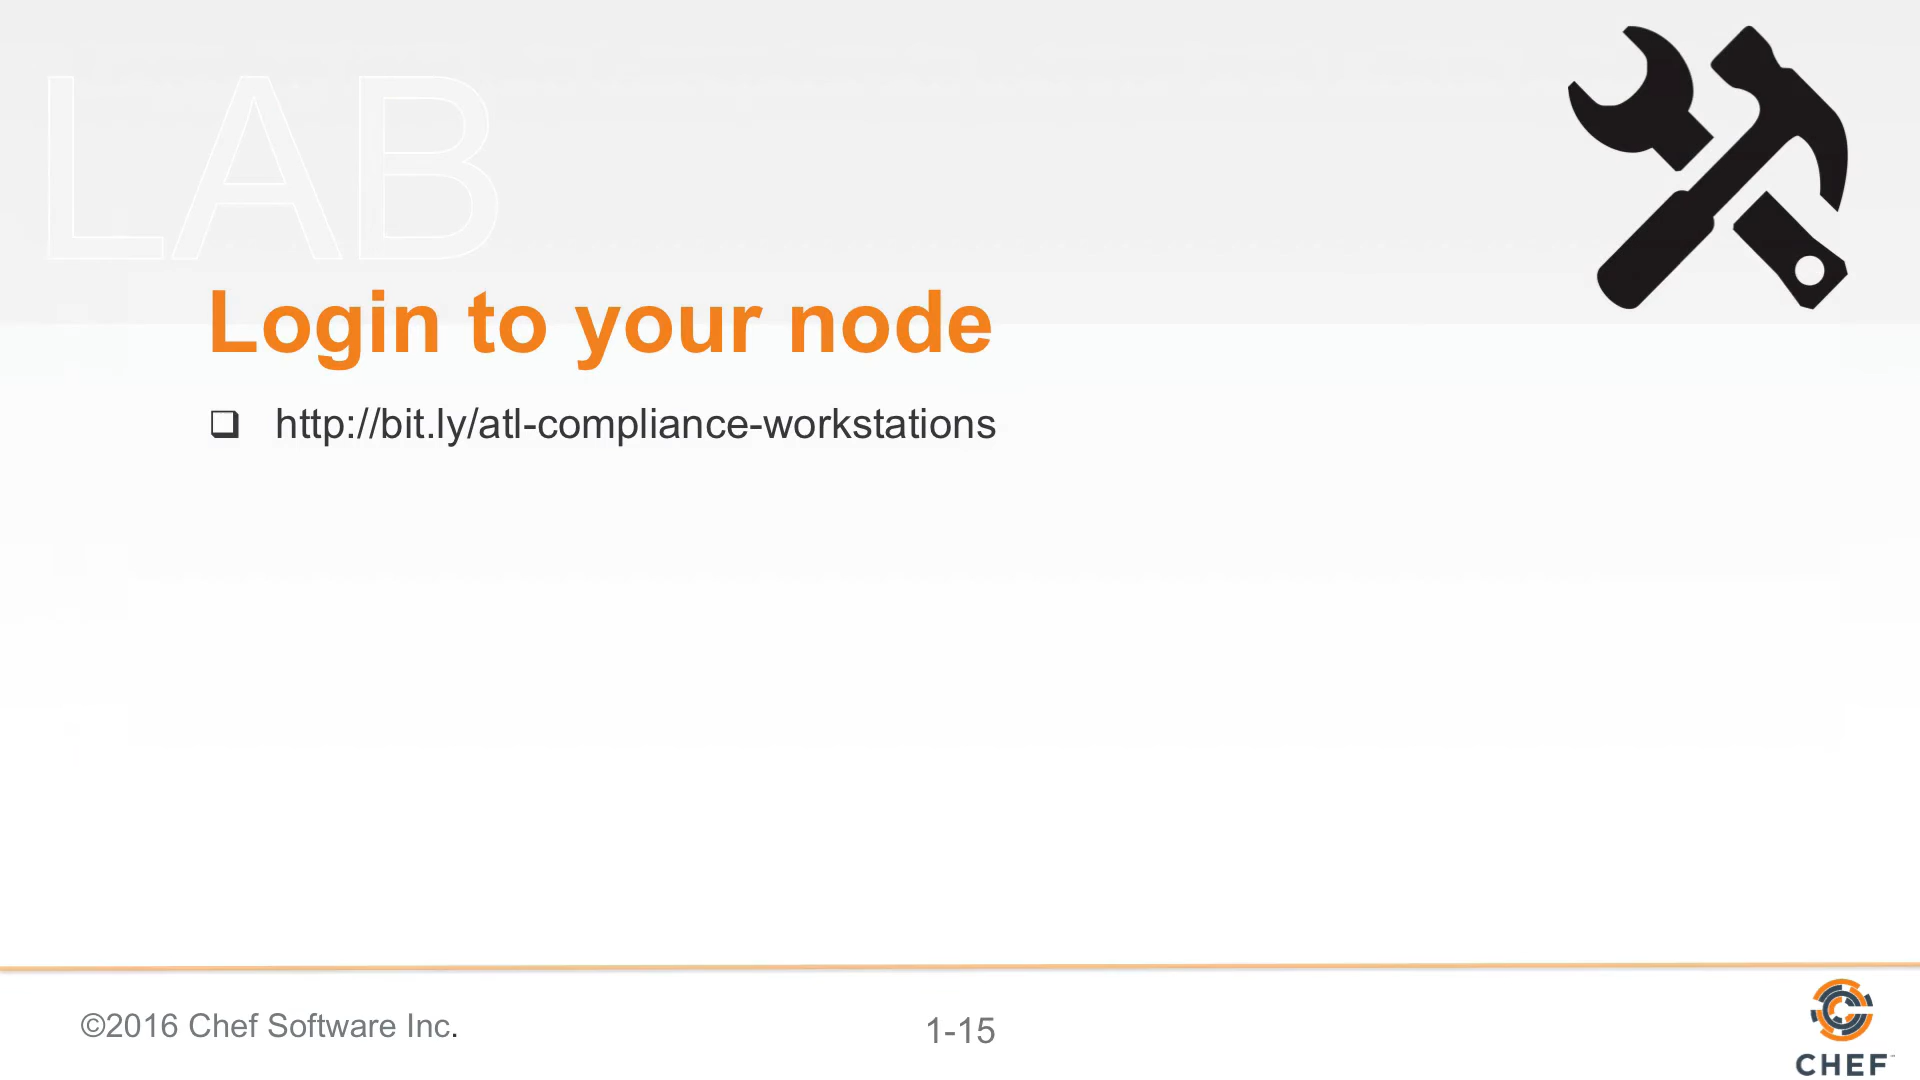 LAB
Login to your node
http://bit.ly/atl-compliance-workstations
©2016 Chef Software Inc.
1-15
CHEF